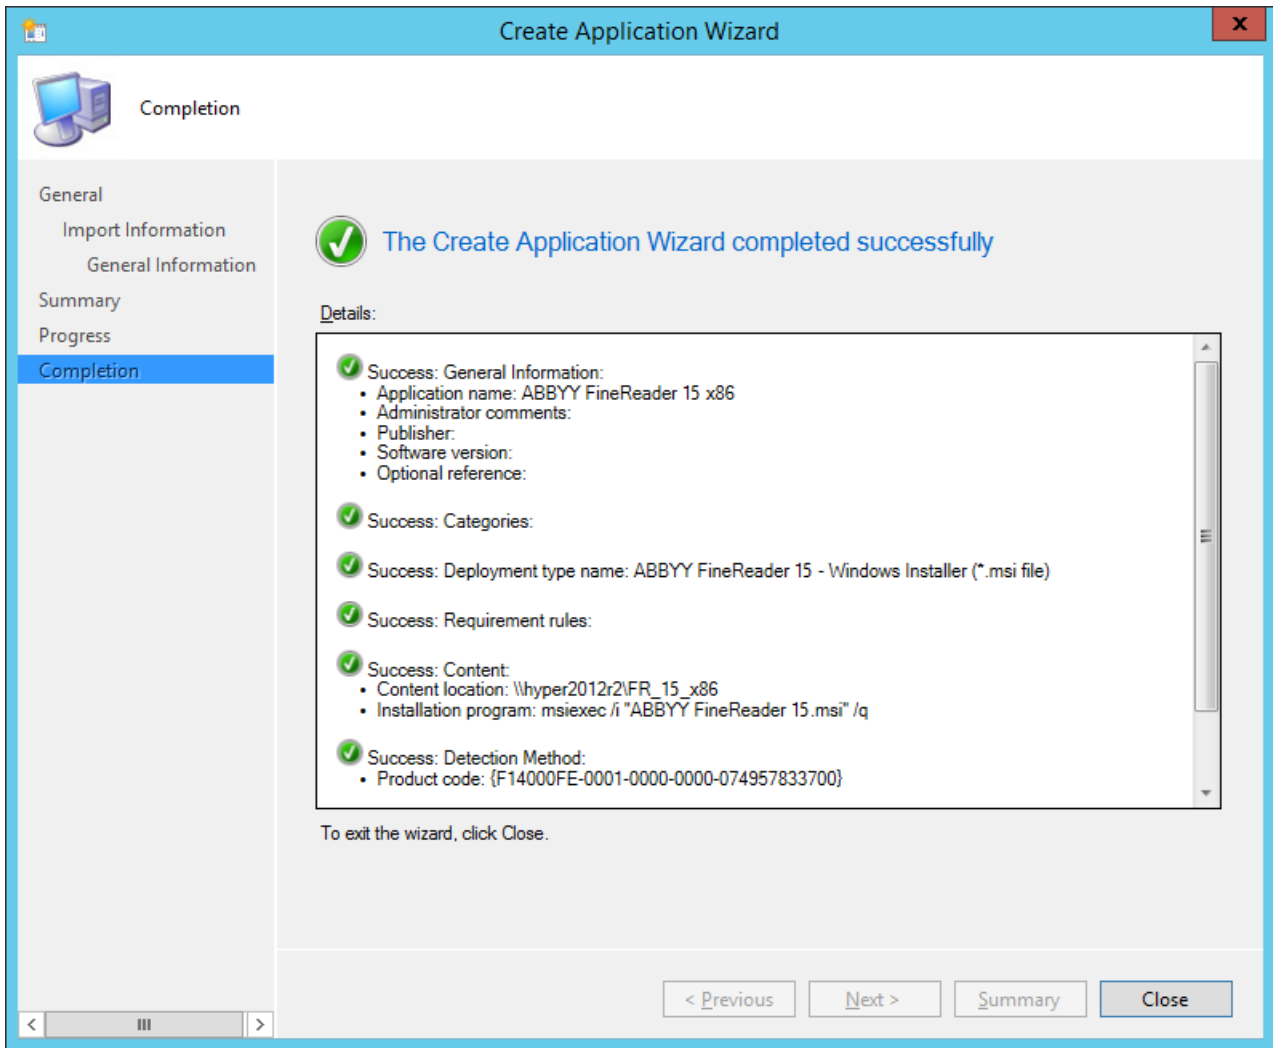 Create Application Wizard
x
Completion
General
Import Information
General Information
Summary
Progress
Completion
The Create Application Wizard completed successfully
Details:
Success: General Information:
• Application name: ABBYY FineReader 15 x86
• Administrator comments:
• Publisher:
• Software version:
• Optional reference:
Success: Categories:
Success: Deployment type name: ABBYY FineReader 15 - Windows Installer (*.msi file)
Success: Requirement rules:
Success: Content:
• Content location: \\hyper2012r2\FR_15_x86
• Installation program: msiexec /i "ABBYY FineReader 15.msi" /q
Success: Detection Method:
• Product code: {F14000FE-0001-0000-0000-074957833700}
To exit the wizard, click Close.
< Previous
Next >
Summary
Close